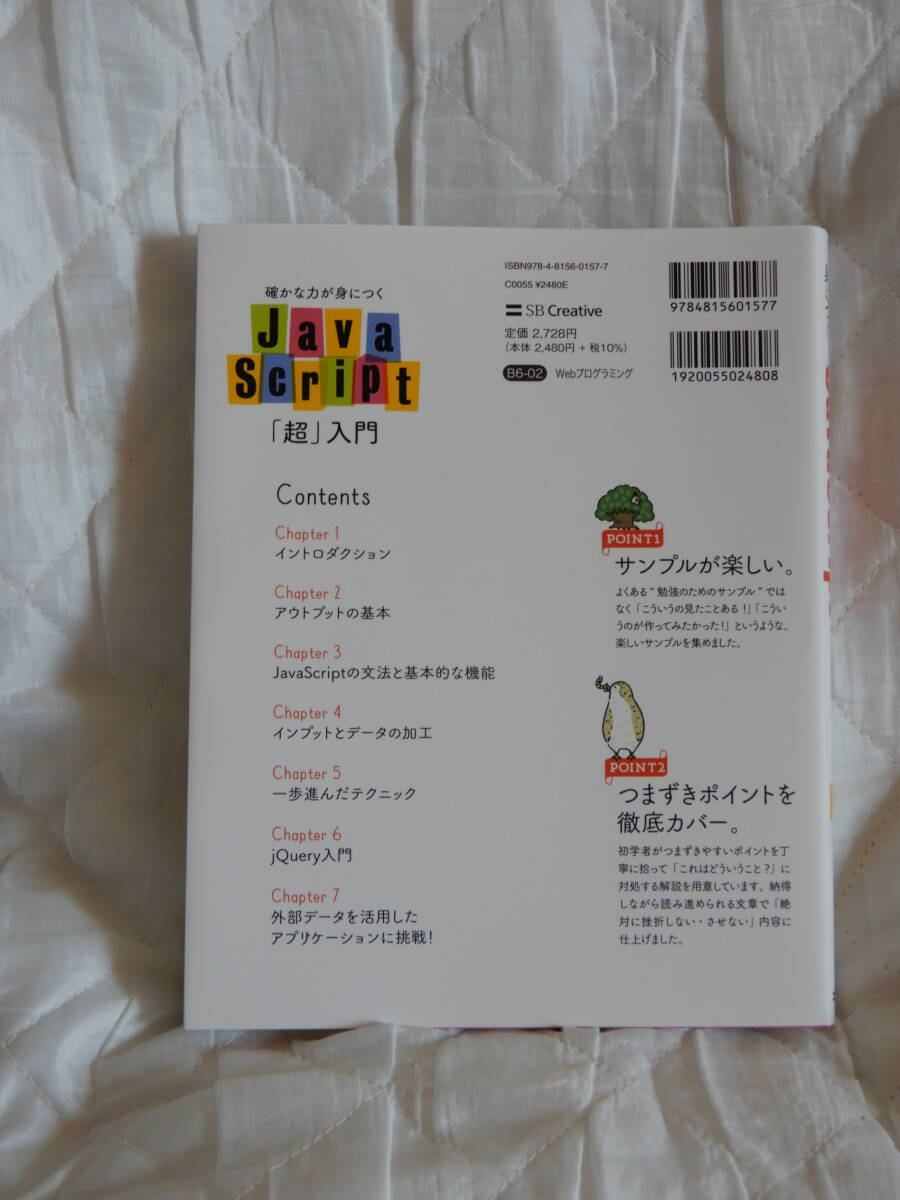 確かな力が身につく
Java
Script
「超」入門
ISBN978-4-8156-0157-7
C0055 ¥2480E
SB Creative
定価 2,728円
(本体 2,480円 + 税10%)
B6-02 Webプログラミング
9784815601577
1920055024808
Contents
Chapter 1
イントロダクション
Chapter 2
アウトプットの基本
Chapter 3
JavaScriptの文法と基本的な機能
Chapter 4
インプットとデータの加工
Chapter 5
一歩進んだテクニック
Chapter 6
jQuery入門
Chapter 7
外部データを活用した
アプリケーションに挑戦!
POINT1
サンプルが楽しい。
よくある“勉強のためのサンプル”では
なく「こういうの見たことある!」「こうい
うのが作ってみたかった!」というような、
楽しいサンプルを集めました。
POINT2
つまずきポイントを
徹底カバー。
初学者がつまずきやすいポイントを丁
寧に拾って「これはどういうこと?」に
対処する解説を用意しています。納得
しながら読み進められる文章で「絶
対に挫折しない・させない」内容に
仕上げました。